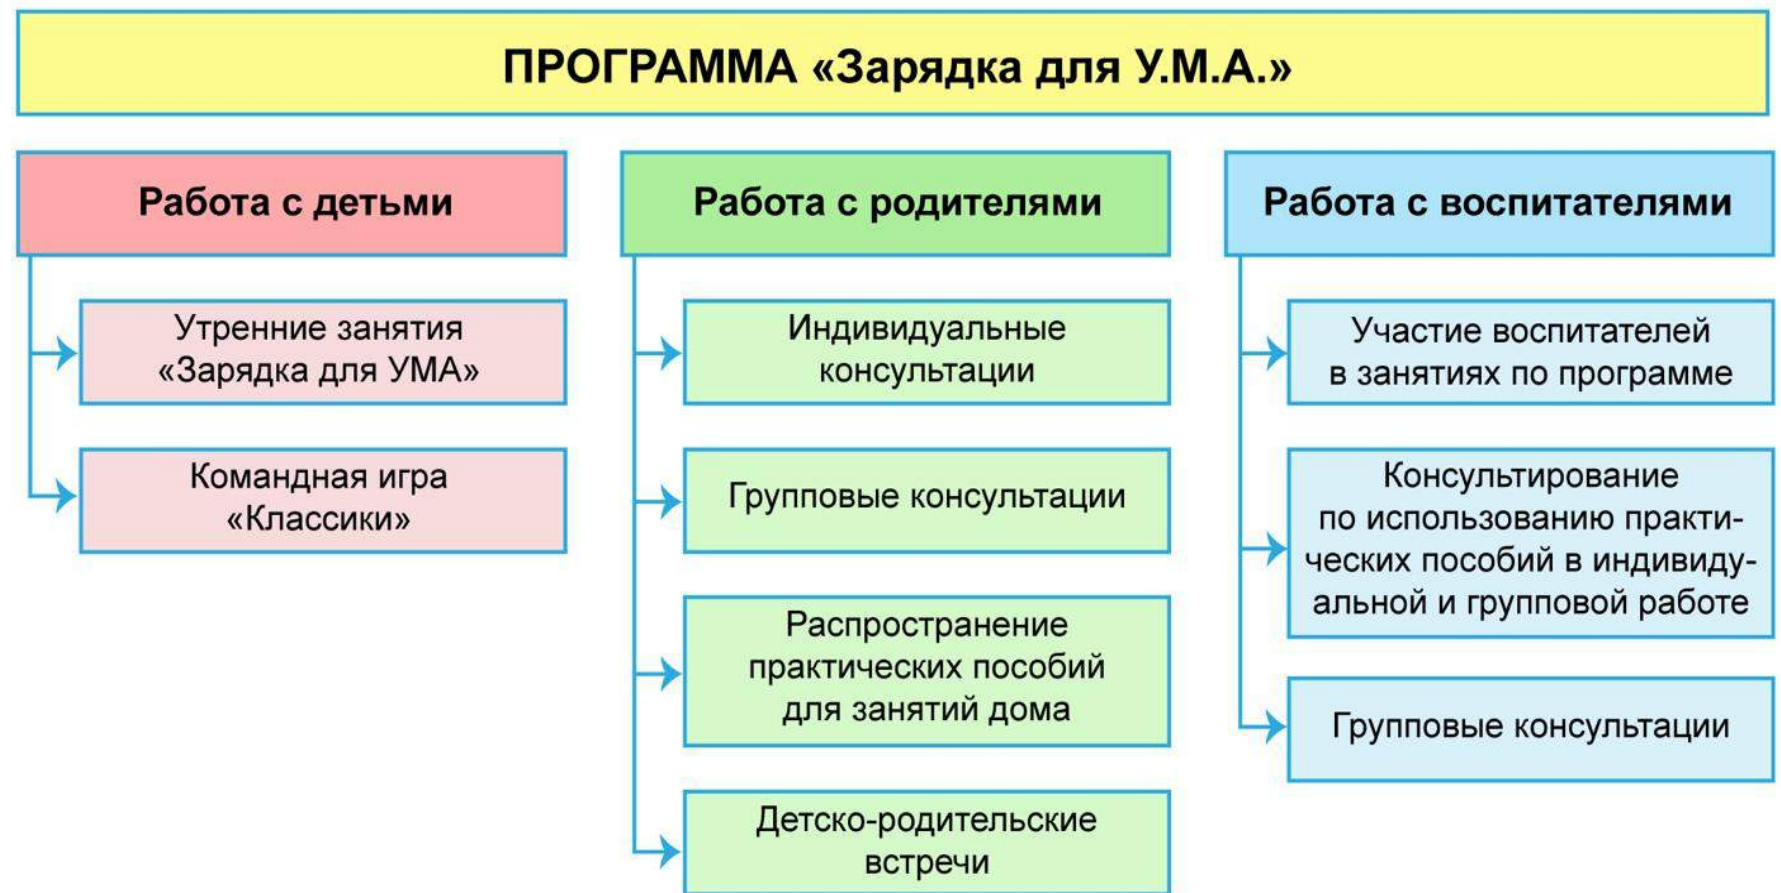 ПРОГРАММА «Зарядка для У.М.А.»
Работа с детьми
Утренние занятия
«Зарядка для УМА»
Командная игра
«Классики»
Работа с родителями
Индивидуальные
консультации
Групповые консультации
Распространение
практических пособий
для занятий дома
Детско-родительские
встречи
Работа с воспитателями
Участие воспитателей
в занятиях по программе
Консультирование
по использованию практи-
ческих пособий в индивиду-
альной и групповой работе
Групповые консультации